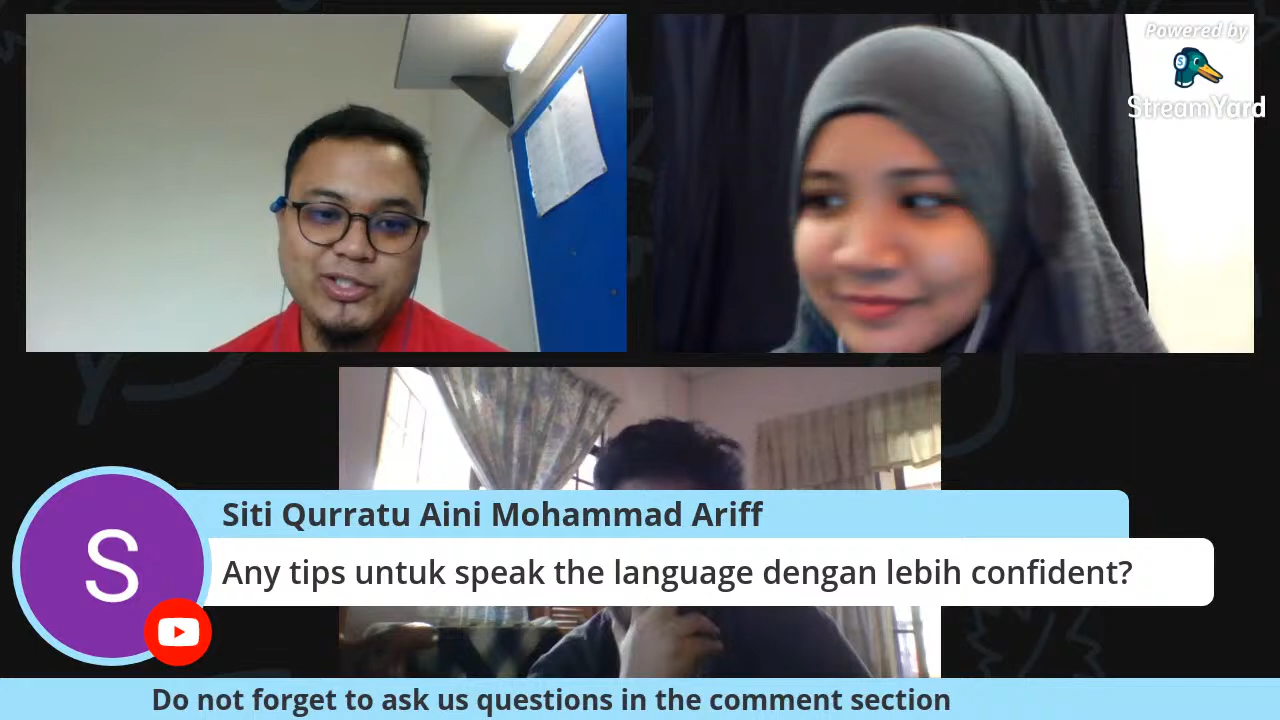 Powered by
StreamYard
Siti Qurratu Aini Mohammad Ariff
S
Any tips untuk speak the language dengan lebih confident?
Do not forget to ask us questions in the comment section